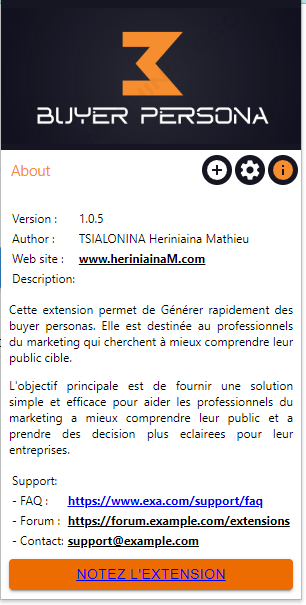 BUYER PERSONA
About
Version : 1.0.5
Author : TSIALONINA Heriniaina Mathieu
Web site : www.heriniainaM.com
Description:
Cette extension permet de Générer rapidement des
buyer personas. Elle est destinée au professionnels
du marketing qui cherchent à mieux comprendre leur
public cible.
L'objectif principale est de fournir une solution
simple et efficace pour aider les professionnels du
marketing a mieux comprendre leur public et a
prendre des decision plus eclairees pour leur
entreprises.
Support:
- FAQ : https://www.exa.com/support/faq
- Forum : https://forum.example.com/extensions
- Contact: support@example.com
NOTEZ L'EXTENSION